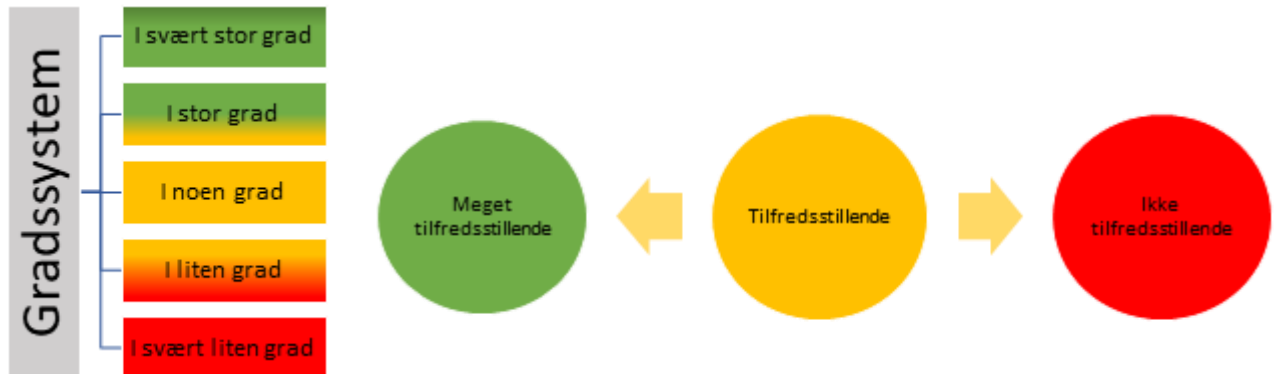 Gradssystem
I svært stor grad
I stor grad
I noen grad
I liten grad
I svært liten grad
Meget
tilfredsstillende
Tilfredsstillende
Ikke
tilfredsstillende